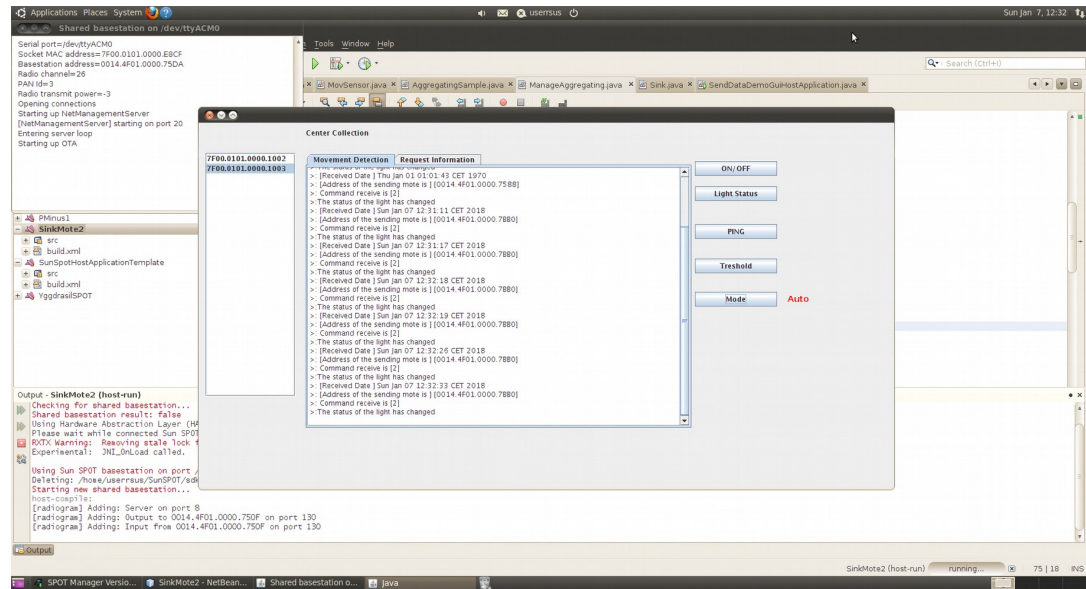 Applications Places System
userrsus
Sun Jan 7, 12:32
Shared basestation on /dev/ttyACM0
Serial port=/dev/ttyACM0
Socket MAC address=7F00.0101.0000.E8CF
Basestation address=0014.4F01.0000.75DA
Radio channel=26
PAN Id=3
Radio transmit power=-3
Opening connections
Starting up NetManagementServer
[NetManagementServer] starting on port 20
Entering server loop
Starting up OTA
Tools Window Help
Search (Ctrl+I)
MovSensor.java
AggregatingSample.java
ManageAggregating.java
Sink.java
SendDataDemoGuiHostApplication.java
PMinus1
SinkMote2
src
build.xml
SunSpotHostApplicationTemplate
src
build.xml
YggdrasilSPOT
Center Collection
7F00.0101.0000.1002
7F00.0101.0000.1003
Movement Detection Request Information
>:The status of the light has changed
>: [Received Date ] Thu Jan 01 01:01:43 CET 1970
>: [Address of the sending mote is ] [0014.4F01.0000.7588]
>: Command receive is [2]
>:The status of the light has changed
>: [Received Date ] Sun Jan 07 12:31:11 CET 2018
>: [Address of the sending mote is ] [0014.4F01.0000.7BB0]
>: Command receive is [2]
>:The status of the light has changed
>: [Received Date ] Sun Jan 07 12:31:17 CET 2018
>: [Address of the sending mote is ] [0014.4F01.0000.7BB0]
>: Command receive is [2]
>:The status of the light has changed
>: [Received Date ] Sun Jan 07 12:32:18 CET 2018
>: [Address of the sending mote is ] [0014.4F01.0000.7BB0]
>: Command receive is [2]
>:The status of the light has changed
>: [Received Date ] Sun Jan 07 12:32:19 CET 2018
>: [Address of the sending mote is ] [0014.4F01.0000.7BB0]
>: Command receive is [2]
>:The status of the light has changed
>: [Received Date ] Sun Jan 07 12:32:26 CET 2018
>: [Address of the sending mote is ] [0014.4F01.0000.7BB0]
>: Command receive is [2]
>:The status of the light has changed
>: [Received Date ] Sun Jan 07 12:32:33 CET 2018
>: [Address of the sending mote is ] [0014.4F01.0000.7BB0]
>: Command receive is [2]
>:The status of the light has changed
ON/OFF
Light Status
PING
Treshold
Mode
Auto
Output - SinkMote2 (host-run)
Checking for shared basestation...
Shared basestation result: false
Using Hardware Abstraction Layer (HA
Please wait while connected Sun SPOT
RXTX Warning: Removing stale lock f
Experimental: JNI_OnLoad called.
Using Sun SPOT basestation on port /
Deleting: /home/userrsus/SunSPOT/sdk
Starting new shared basestation...
host-compile:
[radiogram] Adding: Server on port 8
[radiogram] Adding: Output to 0014.4F01.0000.750F on port 130
[radiogram] Adding: Input from 0014.4F01.0000.750F on port 130
Output
SinkMote2 (host-run) running... 75 | 18 INS
SPOT Manager Versio...
SinkMote2 - NetBean...
Shared basestation o...
Java